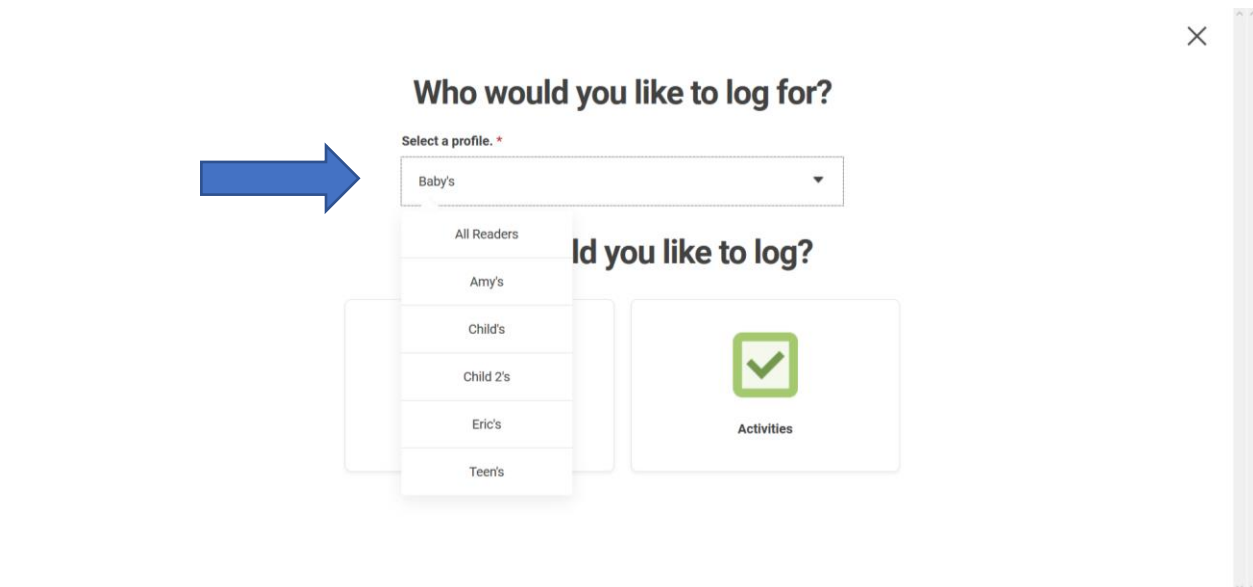 Who would you like to log for?
Select a profile. *
Baby's
All Readers
Amy's
Child's
Child 2's
Eric's
Teen's
you like to log?
Activities